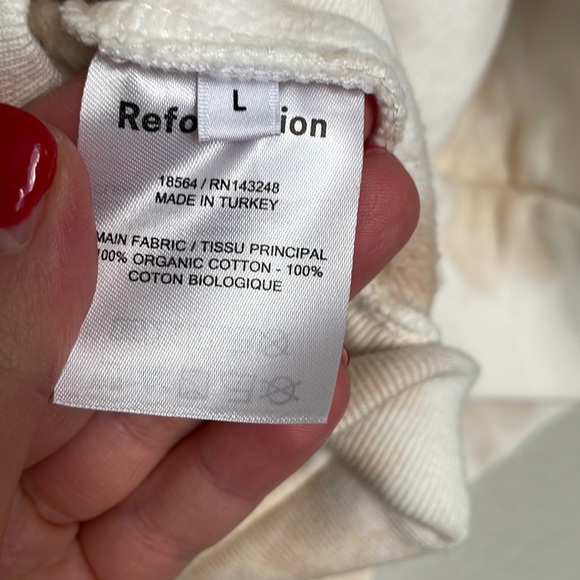 L
Refo ion
18564 / RN143248
MADE IN TURKEY
MAIN FABRIC / TISSU PRINCIPAL
100% ORGANIC COTTON - 100%
COTON BIOLOGIQUE